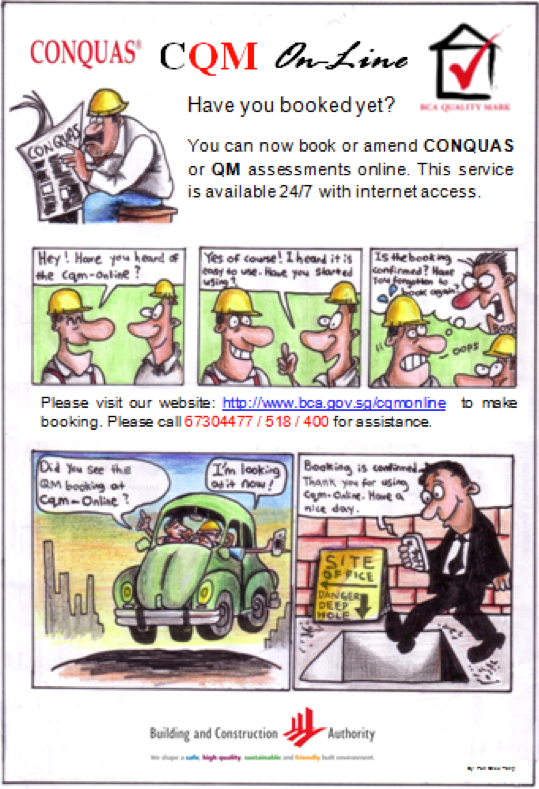 CONQUAS® CQM On-Line
BCA QUALITY MARK
CONQUAS
Have you booked yet?
You can now book or amend CONQUAS
or QM assessments online. This service
is available 24/7 with internet access.
Hey! Have you heard of
the Cqm-Online?
Yes of course! I heard it is
easy to use. Have you started
using?
Is the booking
confirmed? Have
you forgotten to
book again?
BOSS
OOPS
Please visit our website: http://www.bca.gov.sg/cqmonline to make
booking. Please call 67304477 / 518 / 400 for assistance.
Did you see the
QM booking at
Cqm-Online?
I'm looking
at it now!
Booking is confirmed.
Thank you for using
Cqm-Online. Have a
nice day.
SITE
OFFICE
DANGER
DEEP
HOLE
Building and Construction Authority
We shape a safe, high quality, sustainable and friendly built environment.
By: